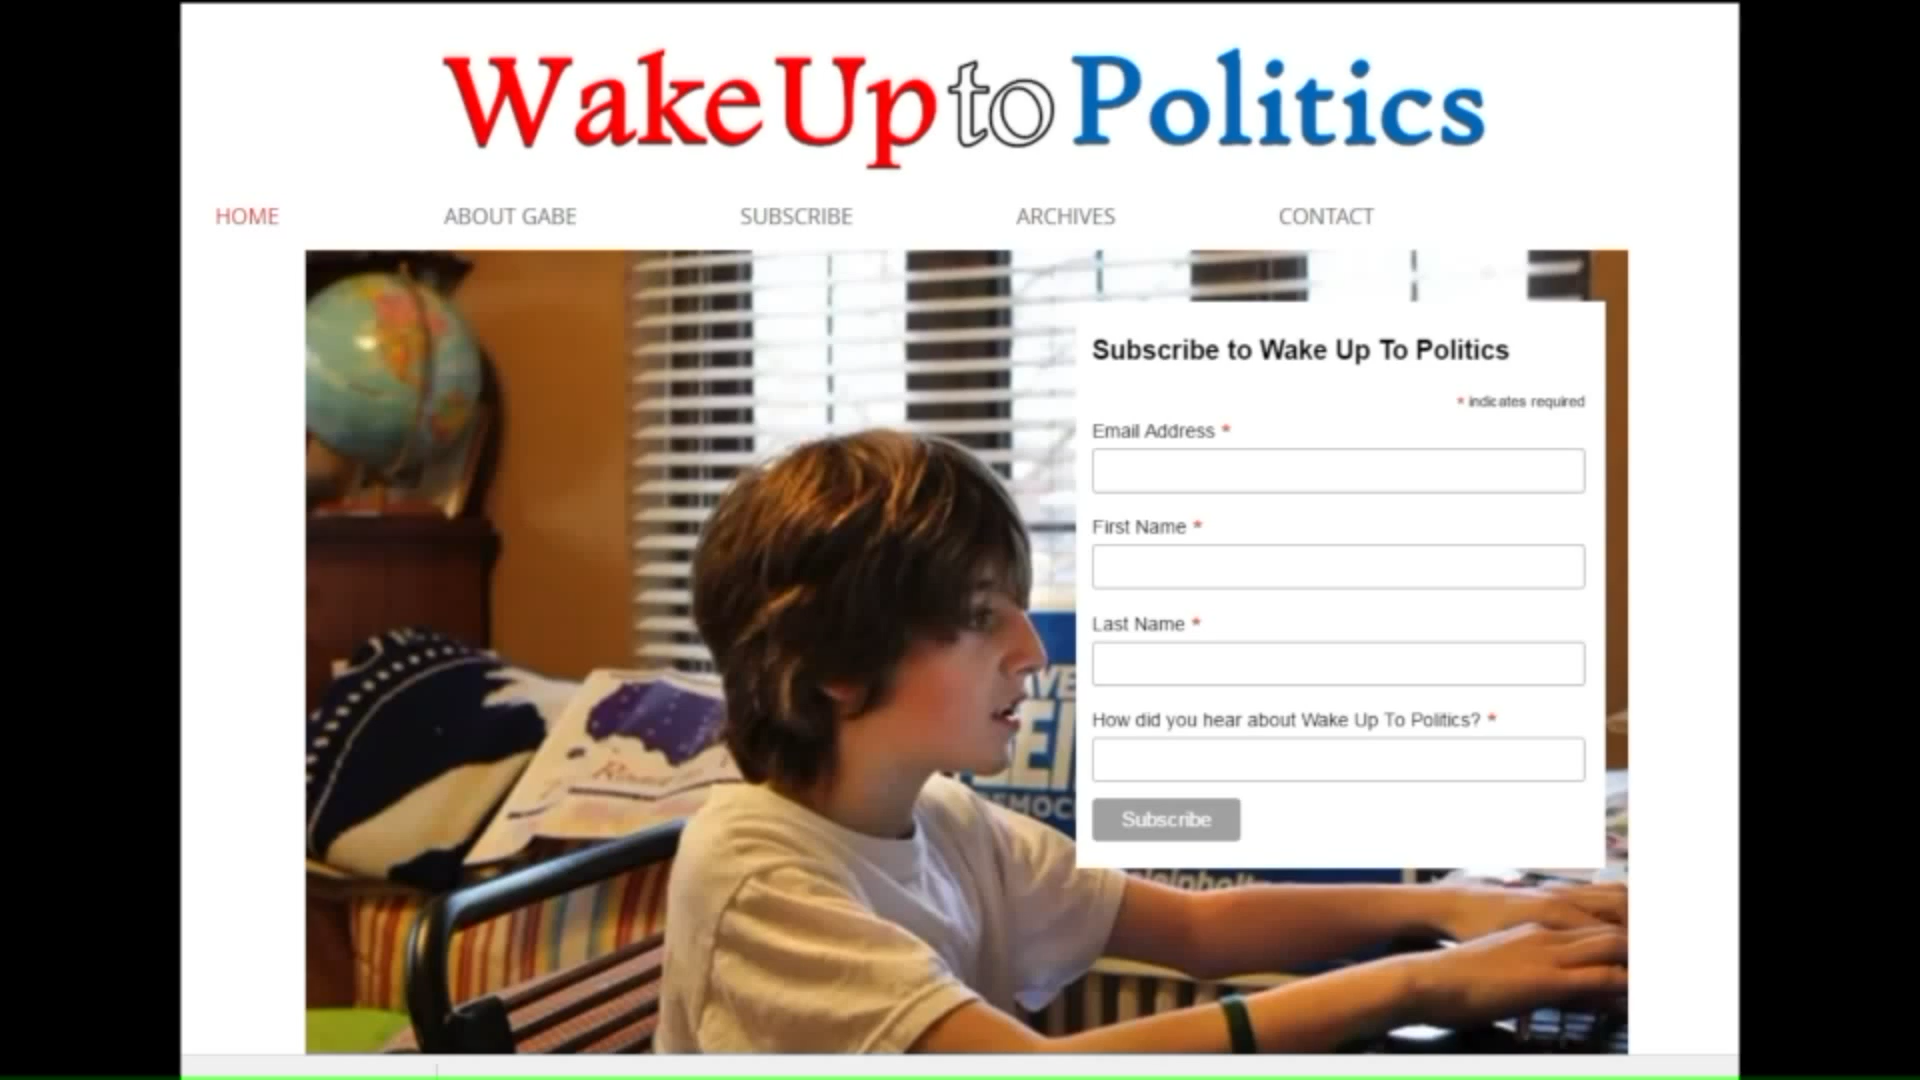 Wake Up to Politics
HOME ABOUT GABE SUBSCRIBE ARCHIVES CONTACT
Subscribe to Wake Up To Politics
* indicates required
Email Address *
First Name *
Last Name *
How did you hear about Wake Up To Politics? *
Subscribe